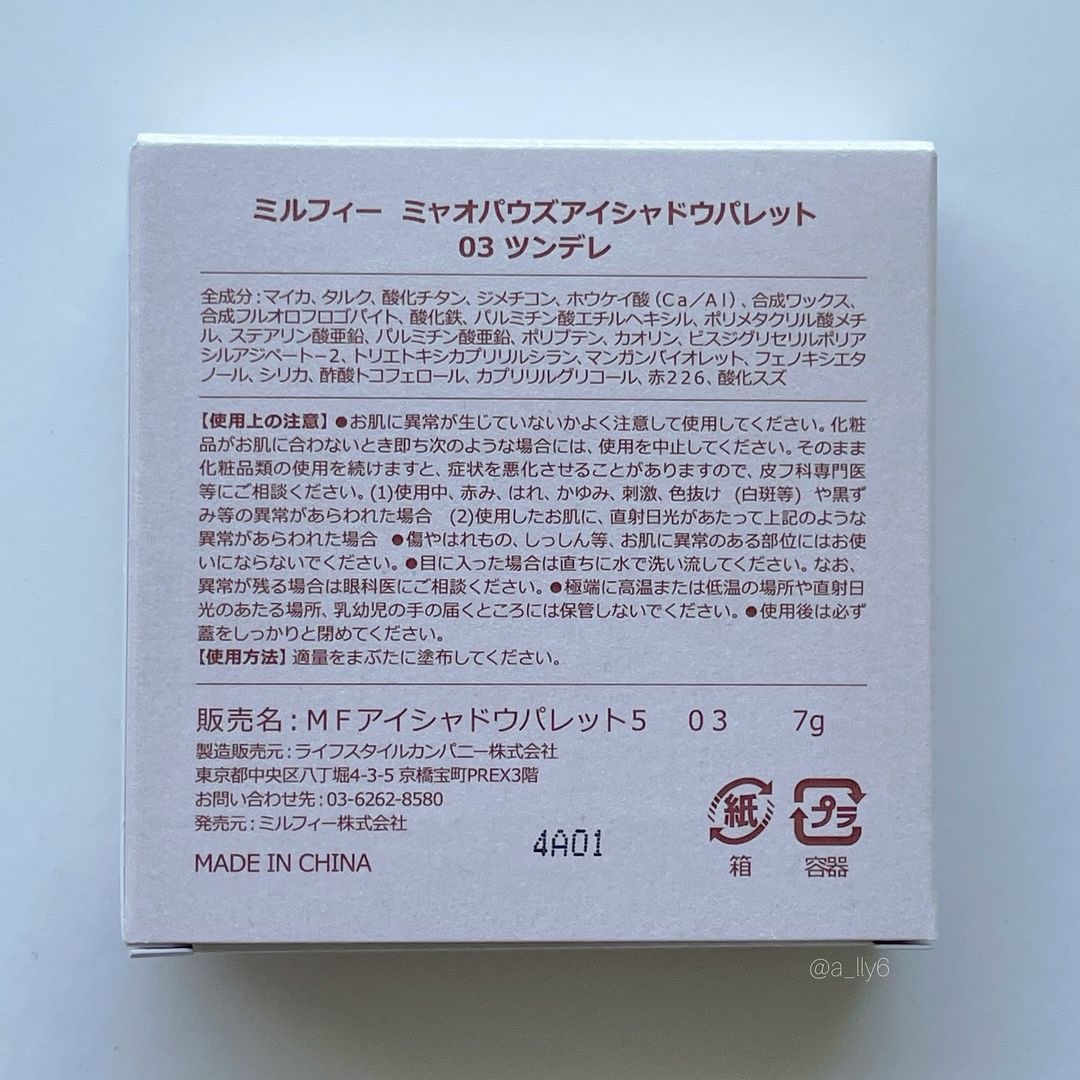 ミルフィー ミャオパウズアイシャドウパレット
03 ツンデレ
全成分：マイカ、タルク、酸化チタン、ジメチコン、ホウケイ酸（Ca／Al）、合成ワックス、
合成フルオロフロゴパイト、酸化鉄、パルミチン酸エチルヘキシル、ポリメタクリル酸メチ
ル、ステアリン酸亜鉛、パルミチン酸亜鉛、ポリブテン、カオリン、ビスジグリセリルポリア
シルアジペート－2、トリエトキシカプリリルシラン、マンガンバイオレット、フェノキシエタ
ノール、シリカ、酢酸トコフェロール、カプリリルグリコール、赤226、酸化スズ
【使用上の注意】●お肌に異常が生じていないかよく注意して使用してください。化粧
品がお肌に合わないとき即ち次のような場合には、使用を中止してください。そのまま
化粧品類の使用を続けますと、症状を悪化させることがありますので、皮フ科専門医
等にご相談ください。(1)使用中、赤み、はれ、かゆみ、刺激、色抜け (白斑等) や黒ず
み等の異常があらわれた場合 (2)使用したお肌に、直射日光があたって上記のような
異常があらわれた場合 ●傷やはれもの、しっしん等、お肌に異常のある部位にはお使
いにならないでください。●目に入った場合は直ちに水で洗い流してください。なお、
異常が残る場合は眼科医にご相談ください。●極端に高温または低温の場所や直射日
光のあたる場所、乳幼児の手の届くところには保管しないでください。●使用後は必ず
蓋をしっかりと閉めてください。
【使用方法】適量をまぶたに塗布してください。
販売名：ＭＦアイシャドウパレット５ ０３ 7g
製造販売元：ライフスタイルカンパニー株式会社
東京都中央区八丁堀4-3-5 京橋宝町PREX3階
お問い合わせ先：03-6262-8580
発売元：ミルフィー株式会社
MADE IN CHINA
4A01
紙 プラ
箱 容器
@a_lly6